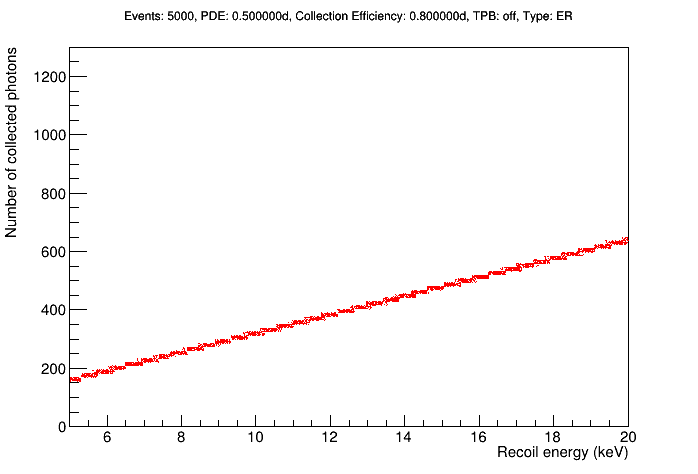 Events: 5000, PDE: 0.500000d, Collection Efficiency: 0.800000d, TPB: off, Type: ER
Number of collected photons
1200
1000
800
600
400
200
0
6 8 10 12 14 16 18 20
Recoil energy (keV)